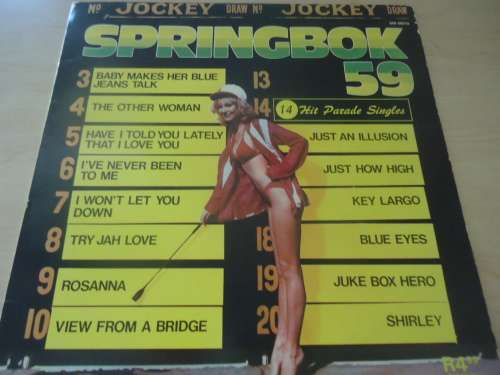 No JOCKEY DRAW No JOCKEY DRAW
SPRINGBOK
59
3 BABY MAKES HER BLUE
JEANS TALK
4 THE OTHER WOMAN
5 HAVE I TOLD YOU LATELY
THAT I LOVE YOU
6 I'VE NEVER BEEN
TO ME
7 I WON'T LET YOU
DOWN
8 TRY JAH LOVE
9 ROSANNA
10 VIEW FROM A BRIDGE
13
14
14 Hit Parade Singles
JUST AN ILLUSION
JUST HOW HIGH
KEY LARGO
18 BLUE EYES
19 JUKE BOX HERO
20 SHIRLEY